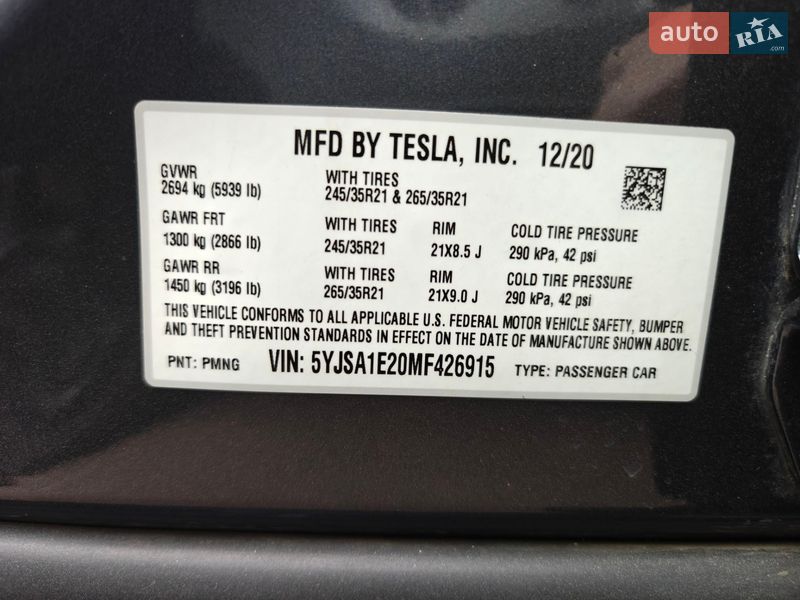 auto RIA .com
MFD BY TESLA, INC. 12/20
GVWR
2694 kg (5939 lb)
WITH TIRES
245/35R21 & 265/35R21
GAWR FRT WITH TIRES RIM COLD TIRE PRESSURE
1300 kg (2866 lb) 245/35R21 21X8.5 J 290 kPa, 42 psi
GAWR RR WITH TIRES RIM COLD TIRE PRESSURE
1450 kg (3196 lb) 265/35R21 21X9.0 J 290 kPa, 42 psi
THIS VEHICLE CONFORMS TO ALL APPLICABLE U.S. FEDERAL MOTOR VEHICLE SAFETY, BUMPER
AND THEFT PREVENTION STANDARDS IN EFFECT ON THE DATE OF MANUFACTURE SHOWN ABOVE.
PNT: PMNG VIN: 5YJSA1E20MF426915 TYPE: PASSENGER CAR